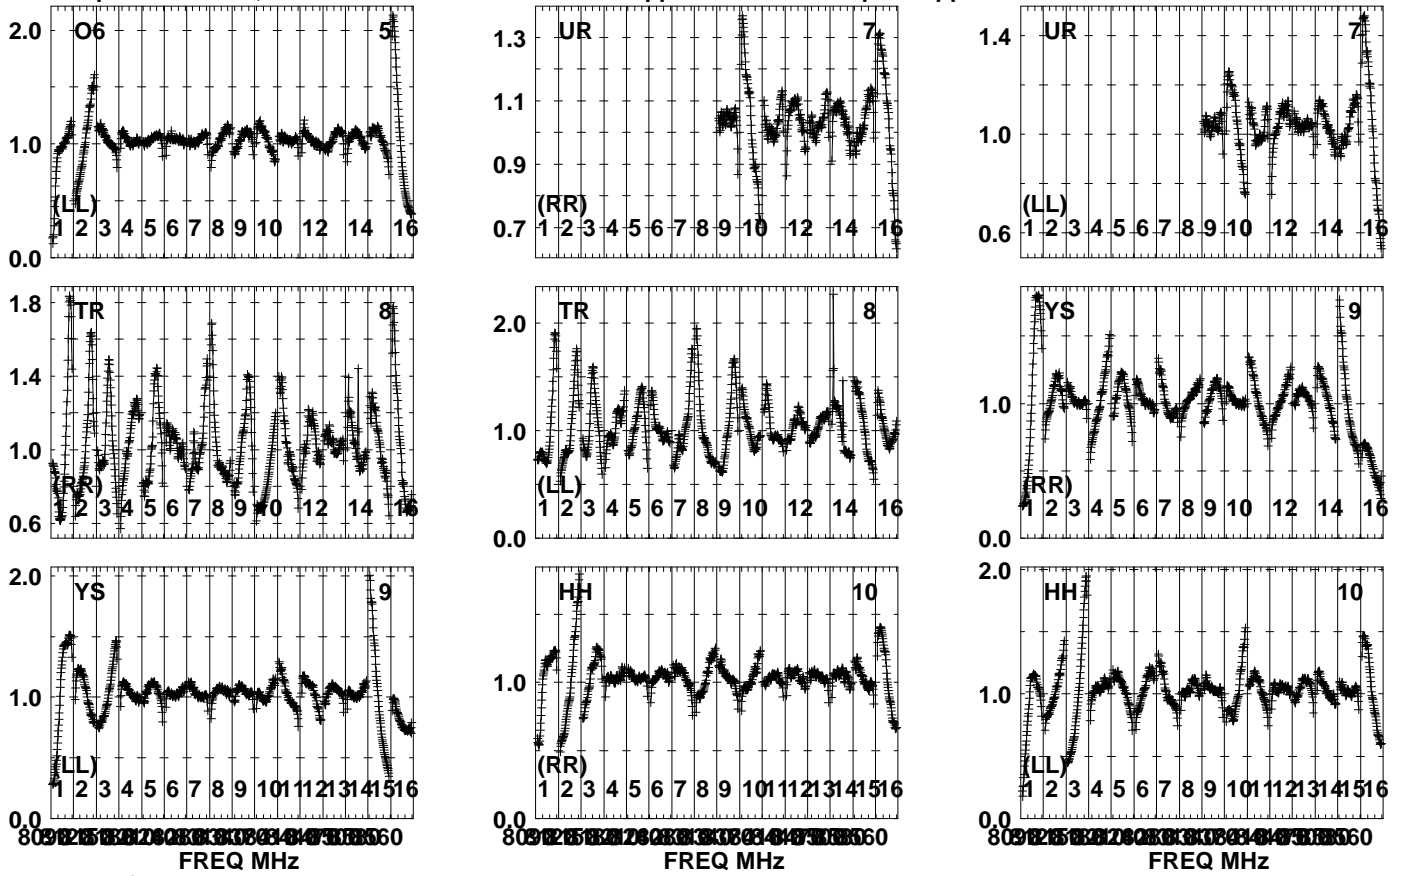 O6 5
2.0
1.0
0.0
(LL)
1 2 3 4 5 6 7 8 9 10 12 14 16
UR 7
1.3
1.1
0.9
0.7
(RR)
1 2 3 4 5 6 7 8 9 10 12 14 16
UR 7
1.4
1.0
0.6
(LL)
1 2 3 4 5 6 7 8 9 10 12 14 16
TR 8
1.8
1.4
1.0
0.6
(RR)
1 2 3 4 5 6 7 8 9 10 12 14 16
TR 8
2.0
1.0
0.0
(LL)
1 2 3 4 5 6 7 8 9 10 12 14 16
YS 9
1.0
0.0
(RR)
1 2 3 4 5 6 7 8 9 10 12 14 16
YS 9
2.0
1.0
0.0
(LL)
1 2 3 4 5 6 7 8 9 10 11 12 13 14 15 16
FREQ MHz
HH 10
1.0
0.0
(RR)
1 2 3 4 5 6 7 8 9 10 11 12 13 14 15 16
FREQ MHz
HH 10
2.0
1.0
0.0
(LL)
1 2 3 4 5 6 7 8 9 10 11 12 13 14 15 16
FREQ MHz